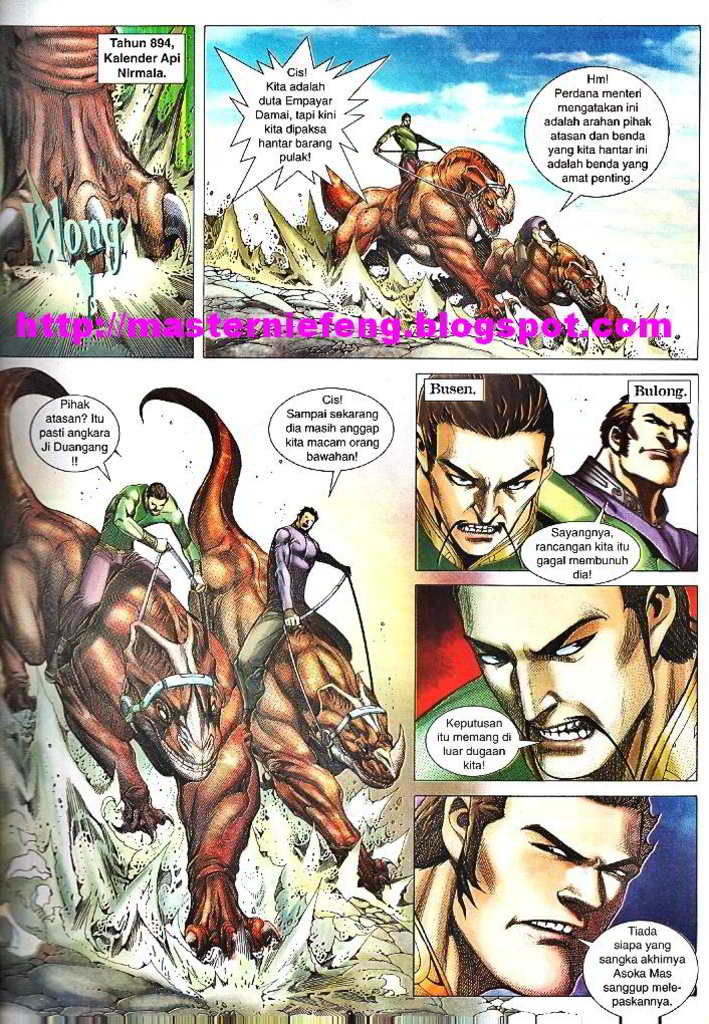 Tahun 894,
Kalender Api
Nirmala.
Klong
!
Cis!
Kita adalah
duta Empayar
Damai, tapi kini
kita dipaksa
hantar barang
pulak!
Hm!
Perdana menteri
mengatakan ini
adalah arahan pihak
atasan dan benda
yang kita hantar ini
adalah benda yang
amat penting.
http://masterniefeng.blogspot.com
Pihak
atasan? Itu
pasti angkara
Ji Duangang
!!
Cis!
Sampai sekarang
dia masih anggap
kita macam orang
bawahan!
Busen.
Bulong.
Sayangnya,
rancangan kita itu
gagal membunuh
dia!
Keputusan
itu memang di
luar dugaan
kita!
Tiada
siapa yang
sangka akhirnya
Asoka Mas
sanggup mele-
paskannya.